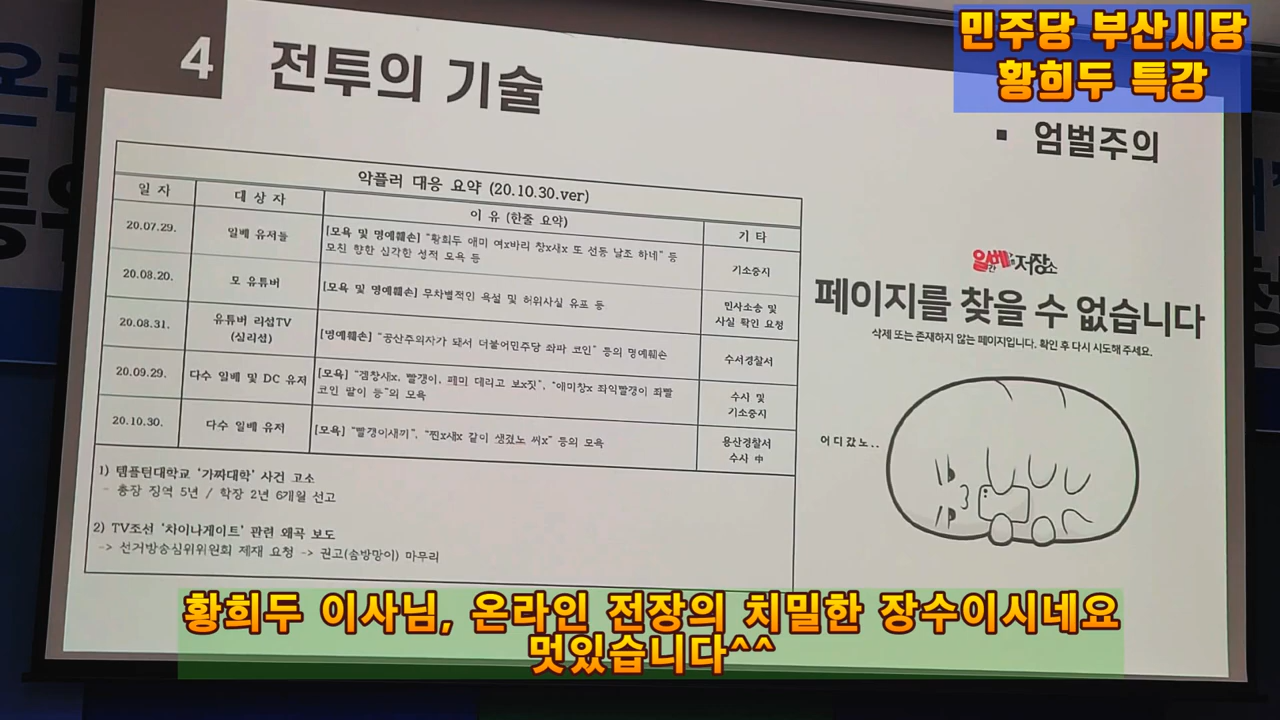 민주당 부산시당
황희두 특강
4 전투의 기술
▪ 엄벌주의
악플러 대응 요약 (20.10.30.ver)
일 자 대 상 자 이 유 (한줄 요약) 기 타
20.07.29. 일베 유저들 [모욕 및 명예훼손] “황희두 애미 여x바리 창x새x 또 선동 날조 하네” 등
모친 향한 심각한 성적 모욕 등 기소중지
20.08.20. 모 유튜버 [모욕 및 명예훼손] 무차별적인 욕설 및 허위사실 유포 등 민사소송 및
사실 확인 요청
20.08.31. 유튜버 리섭TV
(심리섭) [명예훼손] “공산주의자가 돼서 더불어민주당 좌파 코인” 등의 명예훼손 수서경찰서
20.09.29. 다수 일베 및 DC 유저 [모욕] “겜창새x, 빨갱이, 페미 데리고 보x짓”, “애미창x 좌익빨갱이 죄빨
코인 팔이 등”의 모욕 수사 및
기소중지
20.10.30. 다수 일베 유저 [모욕] “빨갱이새끼”, “찐x새x 같이 생겼노 씨x” 등의 모욕 용산경찰서
수사 中
1) 템플턴대학교 '가짜대학' 사건 고소
- 총장 징역 5년 / 학장 2년 6개월 선고
2) TV조선 '차이나게이트' 관련 왜곡 보도
-> 선거방송심의위원회 제재 요청 -> 권고(솜방망이) 마무리
일간베스트저장소
페이지를 찾을 수 없습니다
삭제 또는 존재하지 않는 페이지입니다. 확인 후 다시 시도해 주세요.
어디갔노..
황희두 이사님, 온라인 전장의 치밀한 장수이시네요
멋있습니다^^